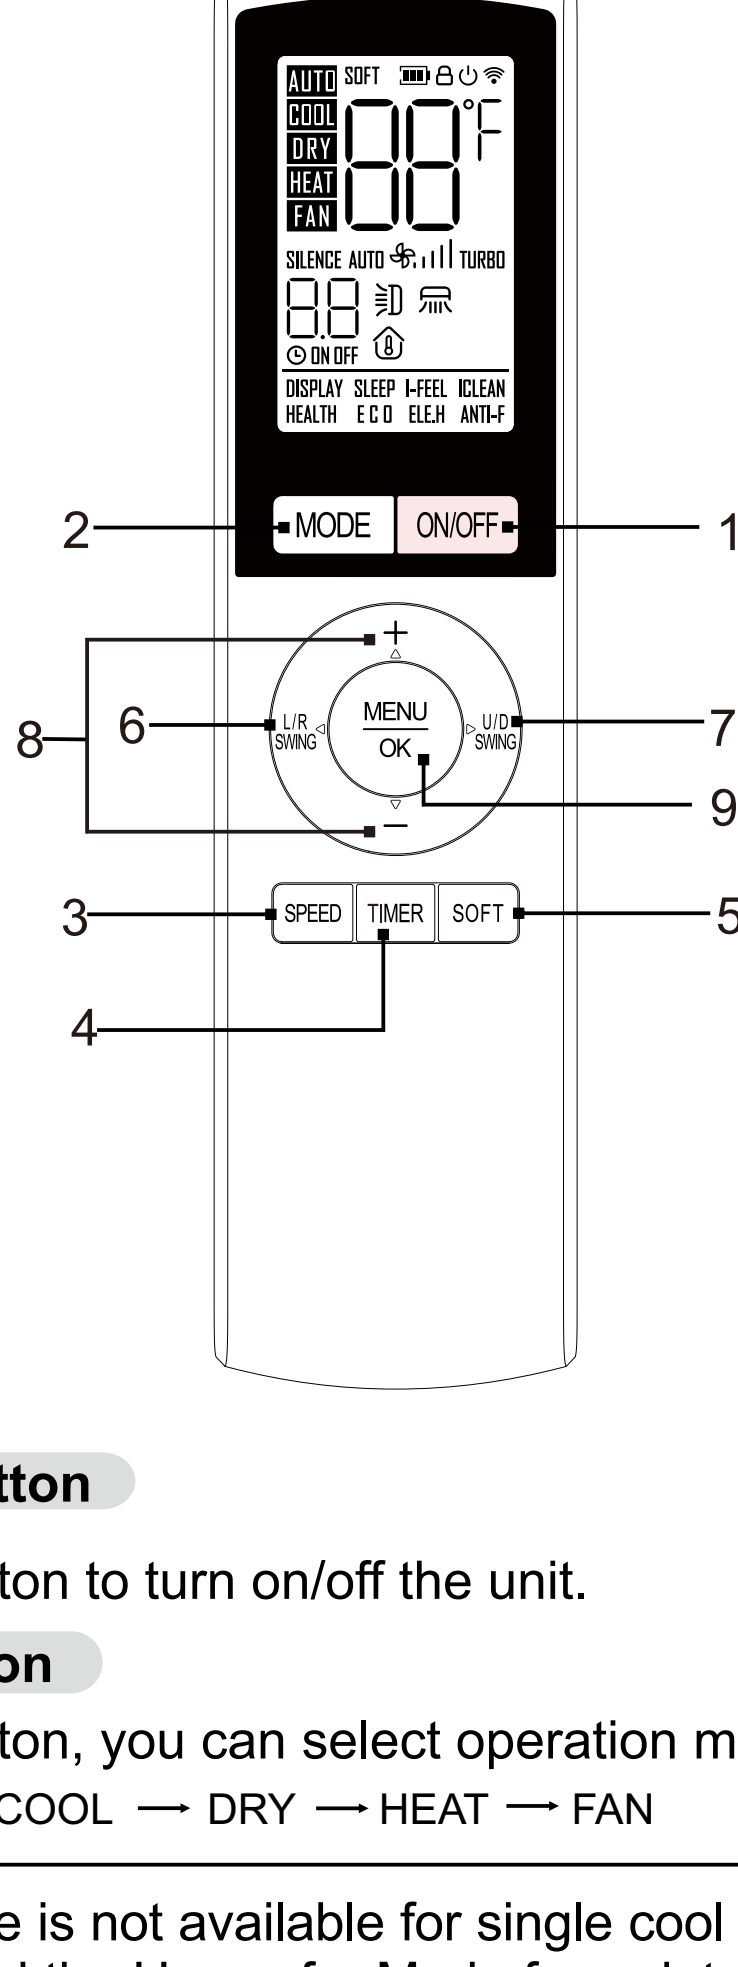 AUTO SOFT
COOL
DRY
HEAT
FAN
88°F
SILENCE AUTO TURBO
8.8
ON OFF
DISPLAY SLEEP I-FEEL ICLEAN
HEALTH ECO ELE.H ANTI-F
2 MODE ON/OFF 1
+
8 6 L/R SWING MENU OK U/D SWING 7
9
−
3 SPEED TIMER SOFT 5
4
tton
ton to turn on/off the unit.
on
ton, you can select operation m
COOL → DRY → HEAT → FAN
e is not available for single cool